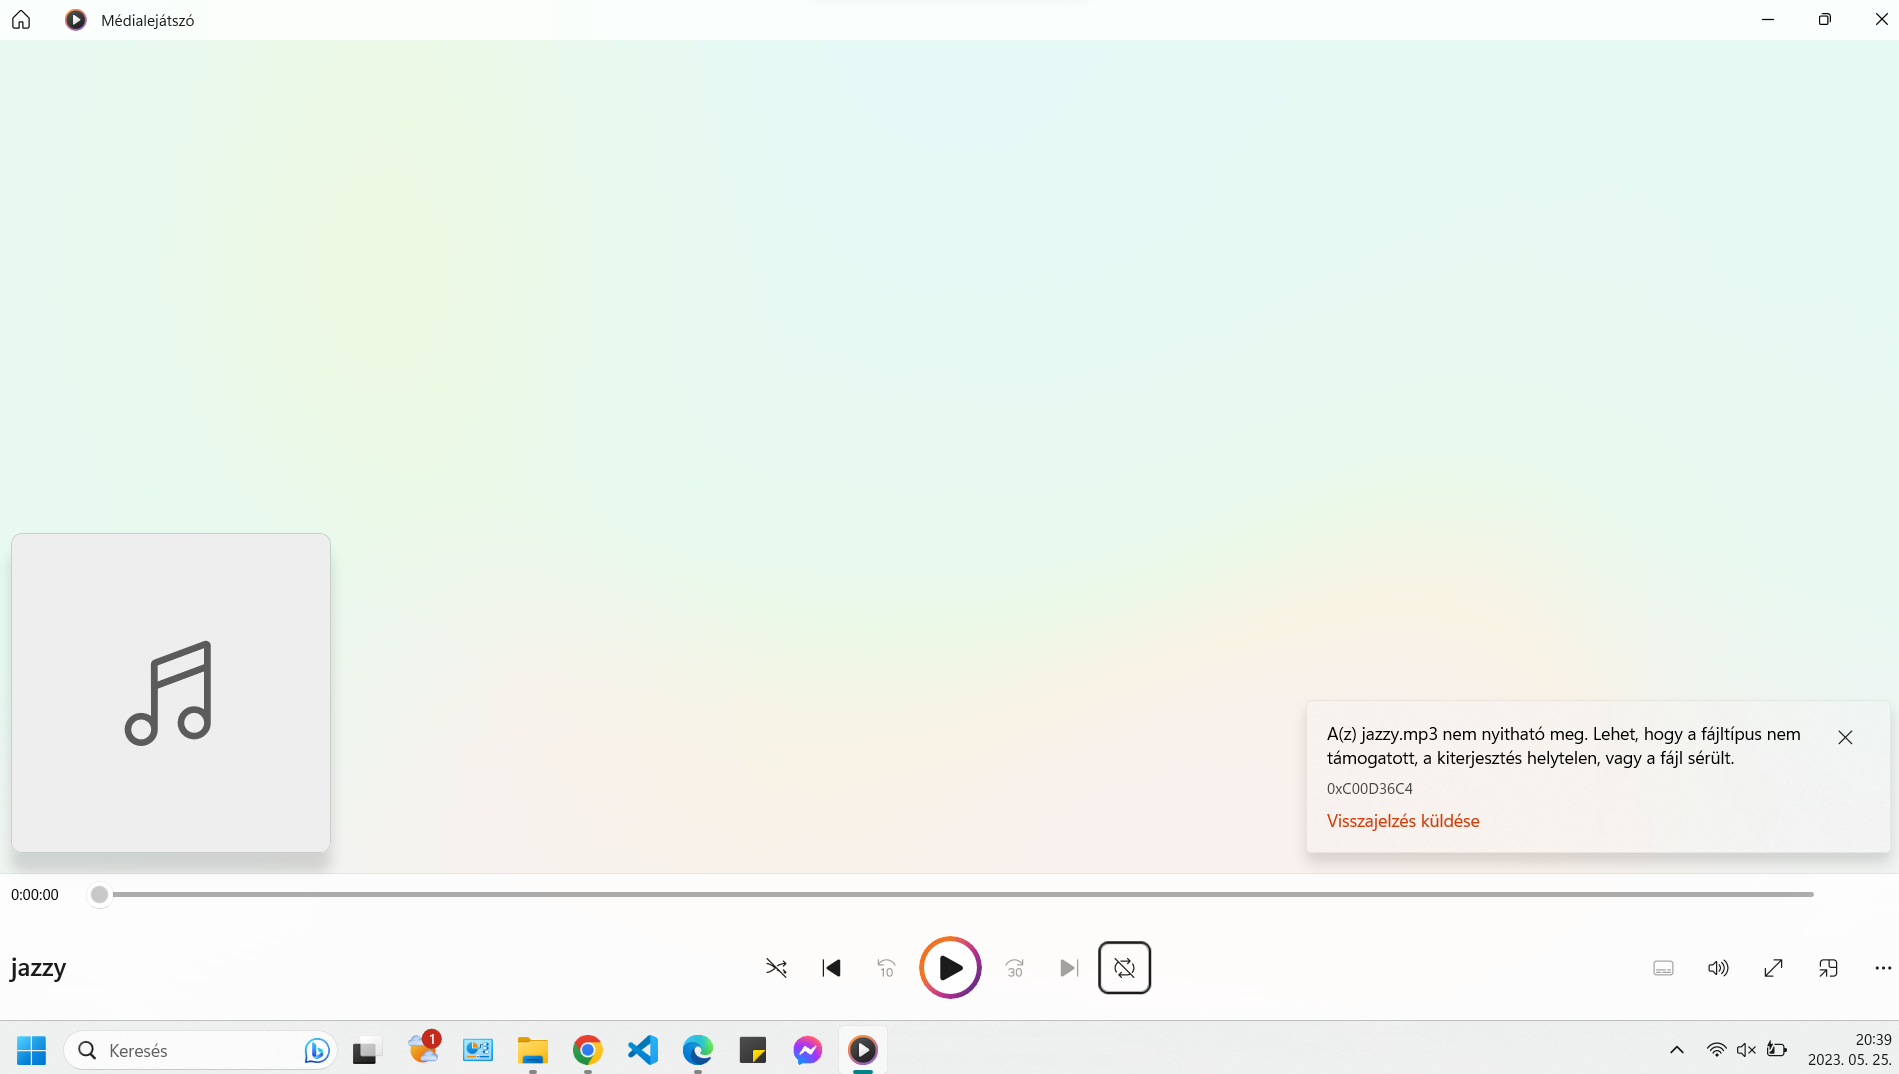 Médialejátszó
A(z) jazzy.mp3 nem nyitható meg. Lehet, hogy a fájltípus nem
támogatott, a kiterjesztés helytelen, vagy a fájl sérült.
0xC00D36C4
Visszajelzés küldése
0:00:00
jazzy
10
30
Keresés
1
20:39
2023. 05. 25.